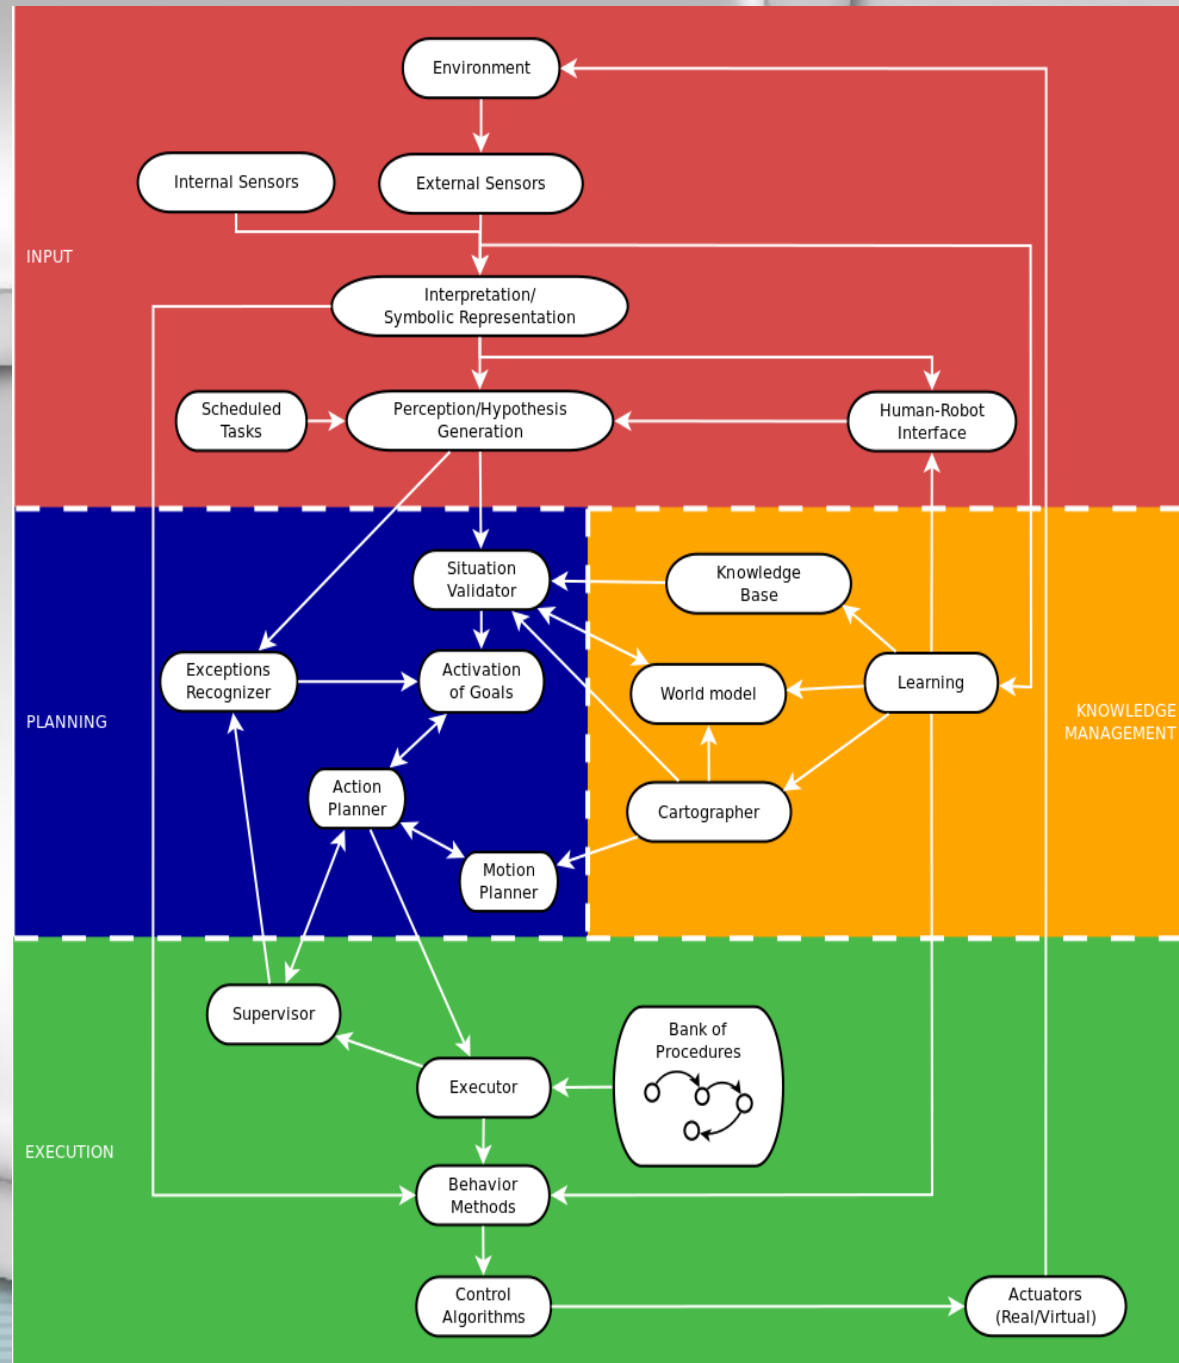 Environment
Internal Sensors
External Sensors
INPUT
Interpretation/
Symbolic Representation
Scheduled
Tasks
Perception/Hypothesis
Generation
Human-Robot
Interface
Situation
Validator
Knowledge
Base
Exceptions
Recognizer
Activation
of Goals
World model
Learning
PLANNING
KNOWLEDGE
MANAGEMENT
Action
Planner
Cartographer
Motion
Planner
Supervisor
Bank of
Procedures
Executor
EXECUTION
Behavior
Methods
Control
Algorithms
Actuators
(Real/Virtual)